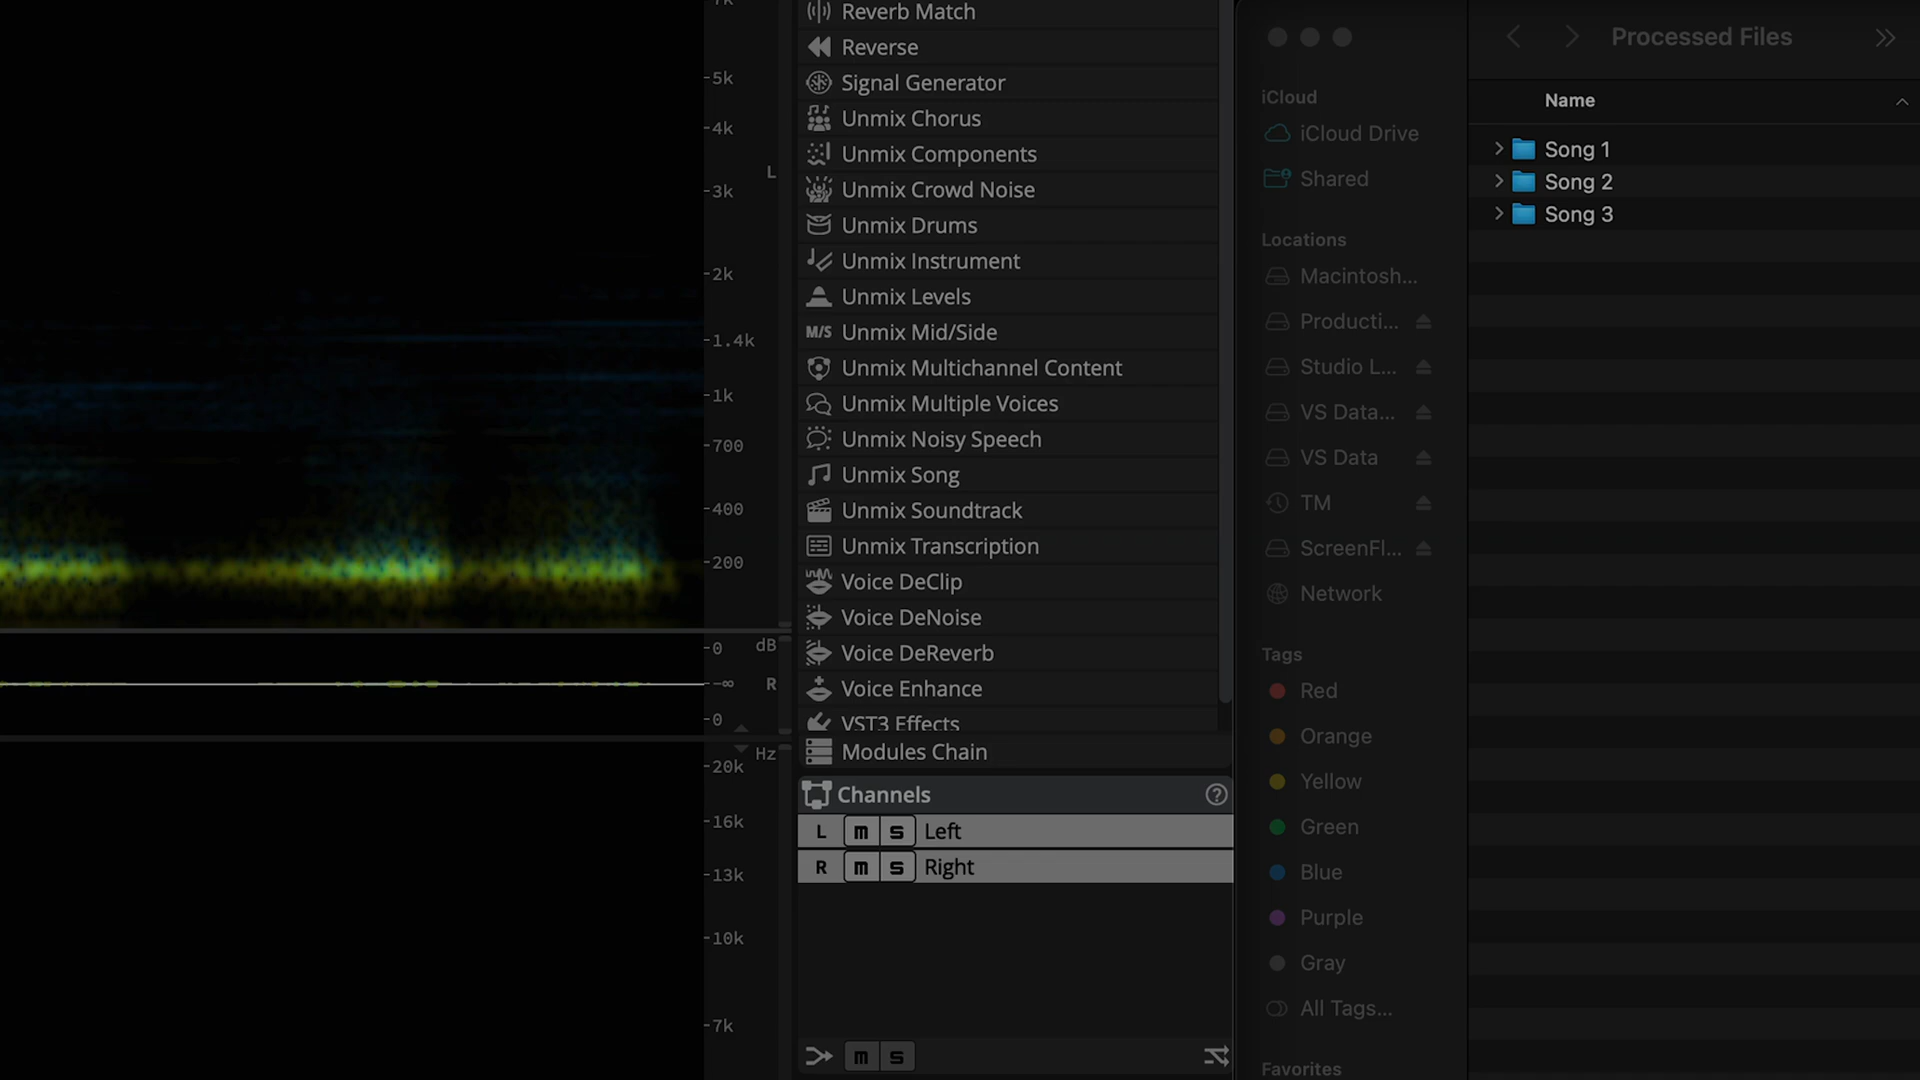 5k
4k
L
3k
2k
1.4k
1k
700
400
200
dB
0
-∞
R
0
Hz
20k
16k
13k
10k
7k
Reverb Match
Reverse
Signal Generator
Unmix Chorus
Unmix Components
Unmix Crowd Noise
Unmix Drums
Unmix Instrument
Unmix Levels
M/S Unmix Mid/Side
Unmix Multichannel Content
Unmix Multiple Voices
Unmix Noisy Speech
Unmix Song
Unmix Soundtrack
Unmix Transcription
Voice DeClip
Voice DeNoise
Voice DeReverb
Voice Enhance
VST3 Effects
Modules Chain
Channels ?
L m s Left
R m s Right
m s
iCloud
iCloud Drive
Shared
Locations
Macintosh...
Producti...
Studio L...
VS Data...
VS Data
TM
ScreenFl...
Network
Tags
Red
Orange
Yellow
Green
Blue
Purple
Gray
All Tags...
Favorites
Processed Files
Name
Song 1
Song 2
Song 3